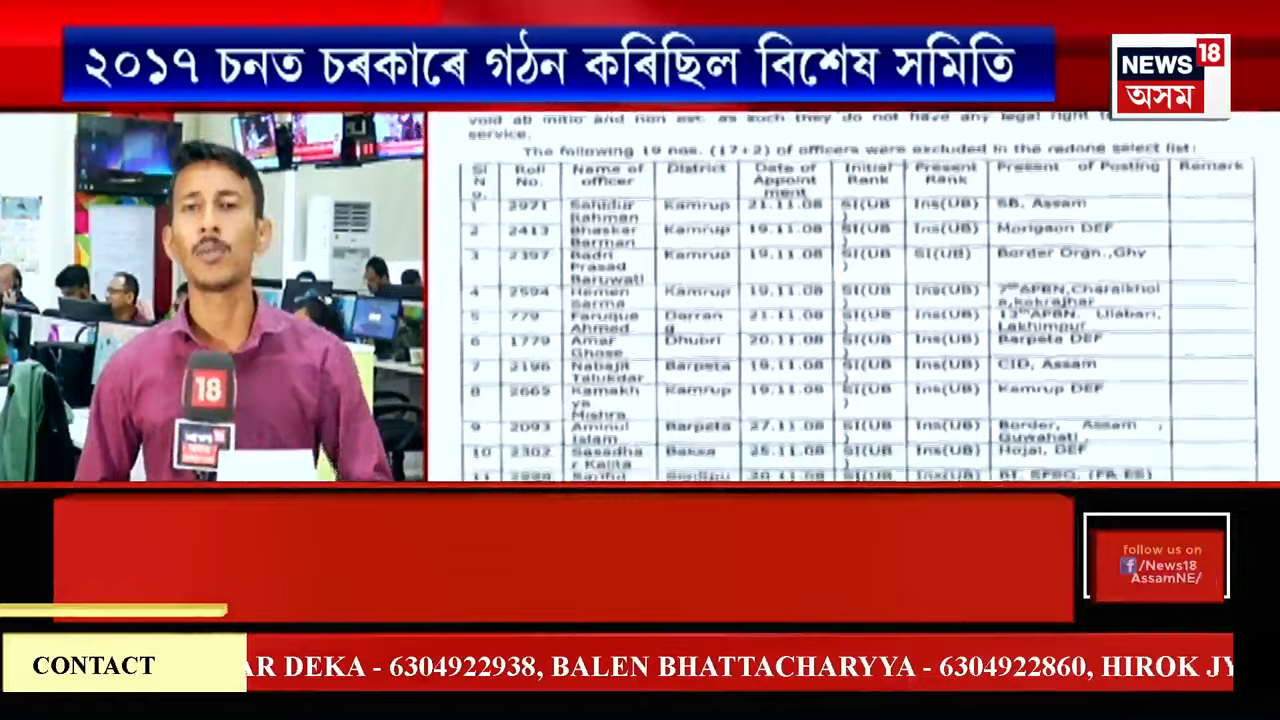 ২০১৭ চনত চৰকাৰে গঠন কৰিছিল বিশেষ সমিতি
NEWS 18
অসম
void ab initio and non est. as such they do not have any legal right
service.
The following 19 nos. (17+2) of officers were excluded in the redone select list:
Sl No. Roll No. Name of officer District Date of Appointment Initial Rank Present Rank Present of Posting Remark
1 2971 Sahidur Rahman Kamrup 21.11.08 SI(UB) Ins(UB) SB, Assam
2 2413 Bhaskar Barman Kamrup 19.11.08 SI(UB) Ins(UB) Morigaon DEF
3 2397 Badri Prasad Baruwati Kamrup 19.11.08 SI(UB) SI(UB) Border Orgn.,Ghy
4 2594 Hemen Sarma Kamrup 19.11.08 SI(UB) Ins(UB) 7th APBN,Charaikhola,kokrajhar
5 779 Faruque Ahmed Darrang 21.11.08 SI(UB) Ins(UB) 13th APBN. Ulabari, Lakhimpur
6 1779 Amar Ghose Dhubri 20.11.08 SI(UB) Ins(UB) Barpeta DEF
7 2196 Nabajit Talukdar Barpeta 19.11.08 SI(UB) Ins(UB) CID, Assam
8 2665 Kamakhya Mishra Kamrup 19.11.08 SI(UB) Ins(UB) Kamrup DEF
9 2093 Aminul Islam Barpeta 27.11.08 SI(UB) Ins(UB) Border, Assam , Guwahati
10 2302 Sasadhar Kalita Baksa 25.11.08 SI(UB) Ins(UB) Hojai, DEF
11
18
NEWS18
follow us on
/News18
AssamNE/
CONTACT
AR DEKA - 6304922938, BALEN BHATTACHARYYA - 6304922860, HIROK JY